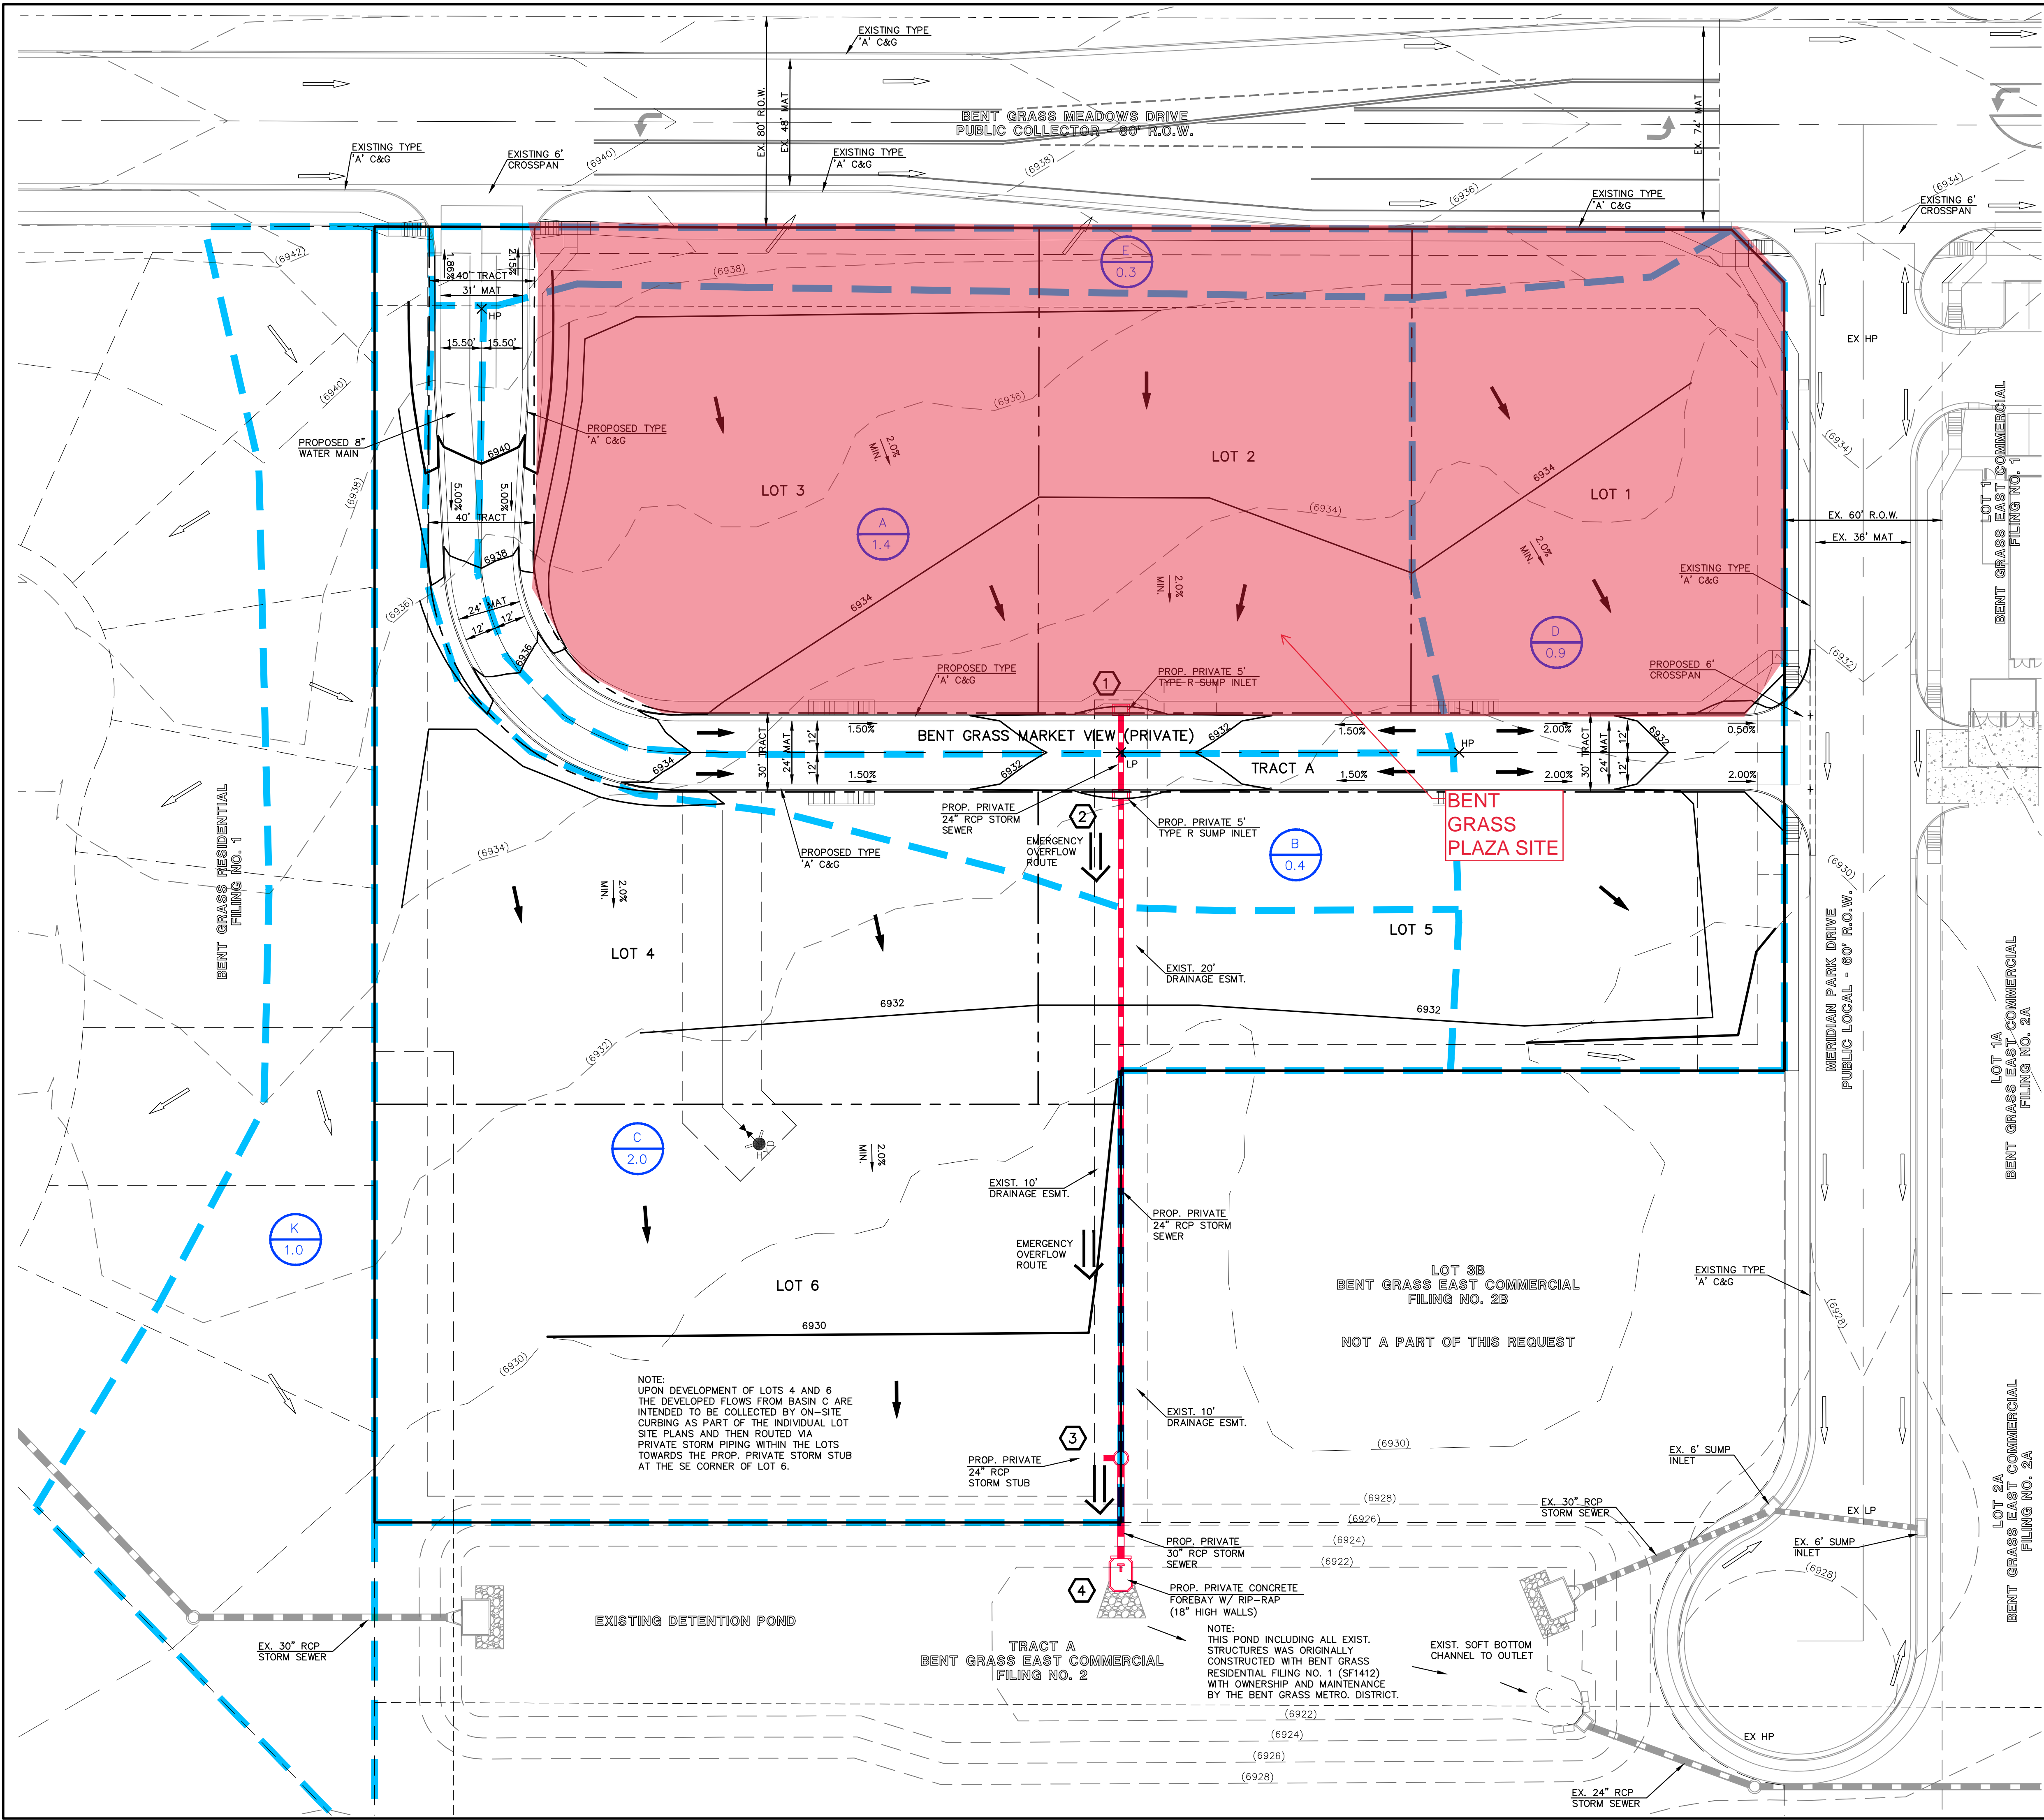 EXISTING TYPE
'A' C&G
EX. 80' R.O.W.
EX. 48' MAT
EX. 74' MAT
BENT GRASS MEADOWS DRIVE
PUBLIC COLLECTOR - 80' R.O.W.
EXISTING TYPE
'A' C&G
EXISTING 6'
CROSSPAN
(6940)
EXISTING TYPE
'A' C&G
(6938)
(6936)
EXISTING TYPE
'A' C&G
(6934)
EXISTING 6'
CROSSPAN
(6942)
1.86%
2.15%
40' TRACT
31' MAT
HP
15.50'
15.50'
(6938)
E
0.3
EX HP
(6940)
PROPOSED 8"
WATER MAIN
PROPOSED TYPE
'A' C&G
6940
(6938)
5.00%
5.00%
40' TRACT
6938
(6936)
2.0%
MIN.
LOT 3
LOT 2
LOT 1
A
1.4
(6934)
6934
6934
2.0%
MIN.
2.0%
MIN.
(6934)
EX. 60' R.O.W.
EX. 36' MAT
LOT 1
BENT GRASS EAST COMMERCIAL
FILING NO. 1
EXISTING TYPE
'A' C&G
(6936)
24' MAT
12'
12'
6936
D
0.9
(6932)
PROPOSED TYPE
'A' C&G
1
PROP. PRIVATE 5'
TYPE R SUMP INLET
PROPOSED 6'
CROSSPAN
1.50%
BENT GRASS MARKET VIEW (PRIVATE)
6932
1.50%
2.00%
0.50%
6932
30' TRACT
24' MAT
12'
12'
6934
6932
LP
HP
TRACT A
1.50%
1.50%
2.00%
2.00%
30' TRACT
24' MAT
12'
12'
PROP. PRIVATE
24" RCP STORM
SEWER
2
PROP. PRIVATE 5'
TYPE R SUMP INLET
BENT
GRASS
PLAZA SITE
EMERGENCY
OVERFLOW
ROUTE
B
0.4
PROPOSED TYPE
'A' C&G
(6934)
2.0%
MIN.
(6930)
BENT GRASS RESIDENTIAL
FILING NO. 1
LOT 4
LOT 5
EXIST. 20'
DRAINAGE ESMT.
6932
6932
(6932)
MERIDIAN PARK DRIVE
PUBLIC LOCAL - 60' R.O.W.
LOT 1A
BENT GRASS EAST COMMERCIAL
FILING NO. 2A
C
2.0
2.0%
MIN.
EXIST. 10'
DRAINAGE ESMT.
PROP. PRIVATE
24" RCP STORM
SEWER
K
1.0
EMERGENCY
OVERFLOW
ROUTE
LOT 6
LOT 3B
BENT GRASS EAST COMMERCIAL
FILING NO. 2B
EXISTING TYPE
'A' C&G
(6928)
6930
NOT A PART OF THIS REQUEST
(6930)
NOTE:
UPON DEVELOPMENT OF LOTS 4 AND 6
THE DEVELOPED FLOWS FROM BASIN C ARE
INTENDED TO BE COLLECTED BY ON-SITE
CURBING AS PART OF THE INDIVIDUAL LOT
SITE PLANS AND THEN ROUTED VIA
PRIVATE STORM PIPING WITHIN THE LOTS
TOWARDS THE PROP. PRIVATE STORM STUB
AT THE SE CORNER OF LOT 6.
EXIST. 10'
DRAINAGE ESMT.
3
PROP. PRIVATE
24" RCP
STORM STUB
(6930)
EX. 6' SUMP
INLET
LOT 2A
BENT GRASS EAST COMMERCIAL
FILING NO. 2A
(6928)
(6926)
(6924)
(6922)
EX. 30" RCP
STORM SEWER
EX LP
EX. 6' SUMP
INLET
(6928)
PROP. PRIVATE
30" RCP STORM
SEWER
4
PROP. PRIVATE CONCRETE
FOREBAY W/ RIP-RAP
(18" HIGH WALLS)
EXISTING DETENTION POND
EX. 30" RCP
STORM SEWER
TRACT A
BENT GRASS EAST COMMERCIAL
FILING NO. 2
NOTE:
THIS POND INCLUDING ALL EXIST.
STRUCTURES WAS ORIGINALLY
CONSTRUCTED WITH BENT GRASS
RESIDENTIAL FILING NO. 1 (SF1412)
WITH OWNERSHIP AND MAINTENANCE
BY THE BENT GRASS METRO. DISTRICT.
EXIST. SOFT BOTTOM
CHANNEL TO OUTLET
(6922)
(6924)
(6926)
(6928)
EX HP
EX. 24" RCP
STORM SEWER